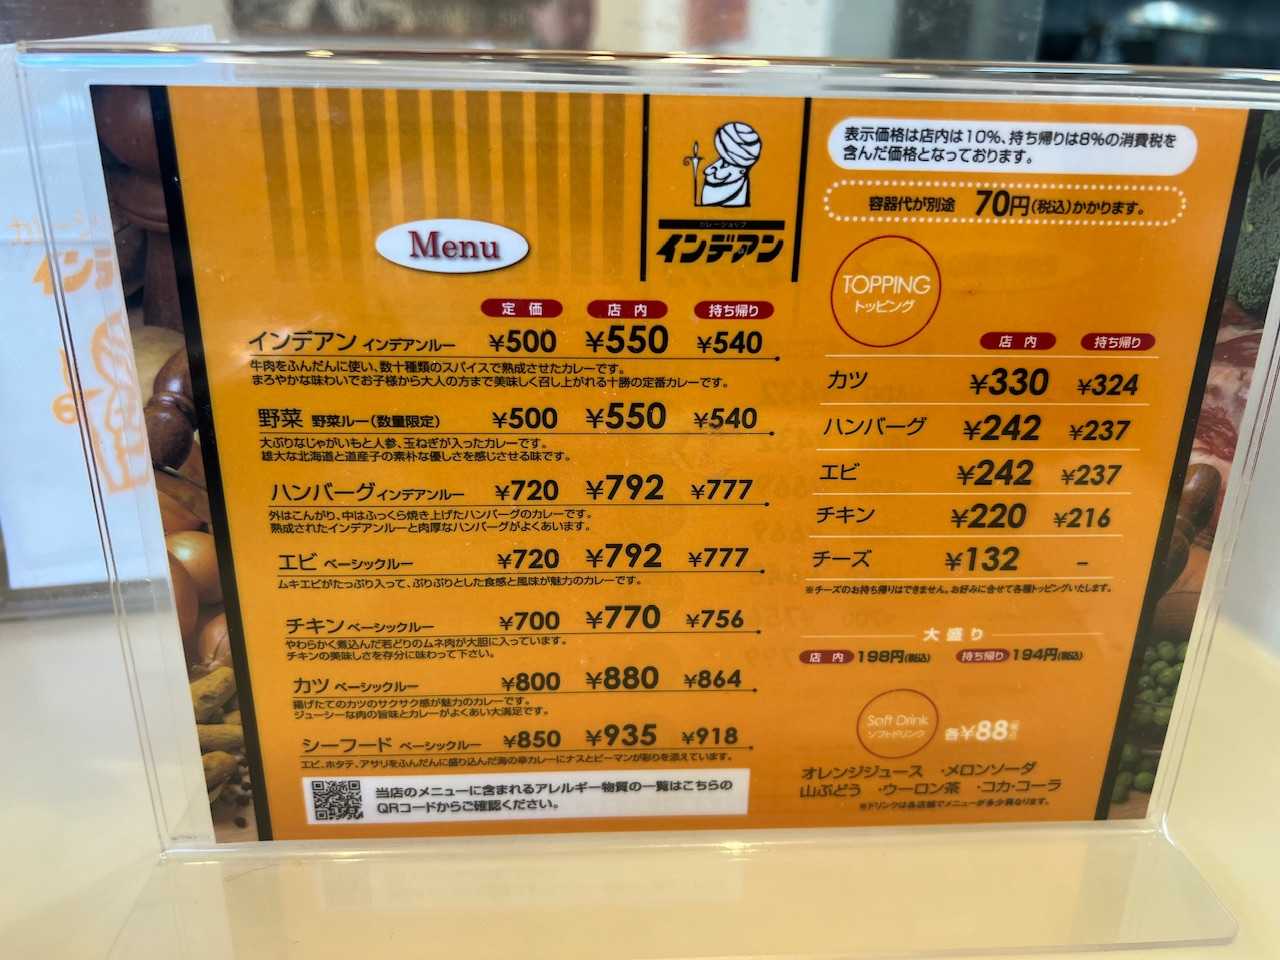 Menu
カレーショップ
インデアン
定価 店内 持ち帰り
インデアン インデアンルー ¥500 ¥550 ¥540
牛肉をふんだんに使い、数十種類のスパイスで熟成させたカレーです。
まろやかな味わいでお子様から大人の方まで美味しく召し上がれる十勝の定番カレーです。
野菜 野菜ルー(数量限定) ¥500 ¥550 ¥540
大ぶりなじゃがいもと人参、玉ねぎが入ったカレーです。
雄大な北海道と道産子の素朴な優しさを感じさせる味です。
ハンバーグ インデアンルー ¥720 ¥792 ¥777
外はこんがり、中はふっくら焼き上げたハンバーグのカレーです。
熟成されたインデアンルーと肉厚なハンバーグがよくあいます。
エビ ベーシックルー ¥720 ¥792 ¥777
ムキエビがたっぷり入って、ぷりぷりとした食感と風味が魅力のカレーです。
チキン ベーシックルー ¥700 ¥770 ¥756
やわらかく煮込んだ若どりのムネ肉が大胆に入っています。
チキンの美味しさを存分に味わって下さい。
カツ ベーシックルー ¥800 ¥880 ¥864
揚げたてのカツのサクサク感が魅力のカレーです。
ジューシーな肉の旨味とカレーがよくあい大満足です。
シーフード ベーシックルー ¥850 ¥935 ¥918
エビ、ホタテ、アサリをふんだんに盛り込んだ海の幸カレーにナスとピーマンが彩りを添えています。
当店のメニューに含まれるアレルギー物質の一覧はこちらの
QRコードからご確認ください。
表示価格は店内は10%、持ち帰りは8%の消費税を
含んだ価格となっております。
容器代が別途 70円(税込)かかります。
TOPPING
トッピング
店内 持ち帰り
カツ ¥330 ¥324
ハンバーグ ¥242 ¥237
エビ ¥242 ¥237
チキン ¥220 ¥216
チーズ ¥132 −
※チーズのお持ち帰りはできません。お好みに合せて各種トッピングいたします。
大盛り
店内 198円(税込) 持ち帰り 194円(税込)
Soft Drink
ソフトドリンク
各¥88税込
オレンジジュース ・メロンソーダ
山ぶどう ・ウーロン茶 ・コカ・コーラ
※ドリンクは各店舗でメニューが多少異なります。